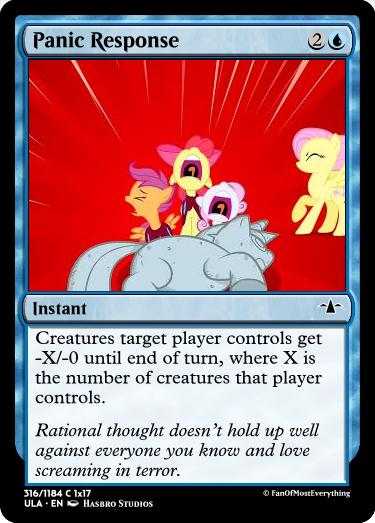 Panic Response 2
Instant
Creatures target player controls get
-X/-0 until end of turn, where X is
the number of creatures that player
controls.
Rational thought doesn't hold up well
against everyone you know and love
screaming in terror.
316/1184 C 1x17
ULA • EN HASBRO STUDIOS
© FanOfMostEverything